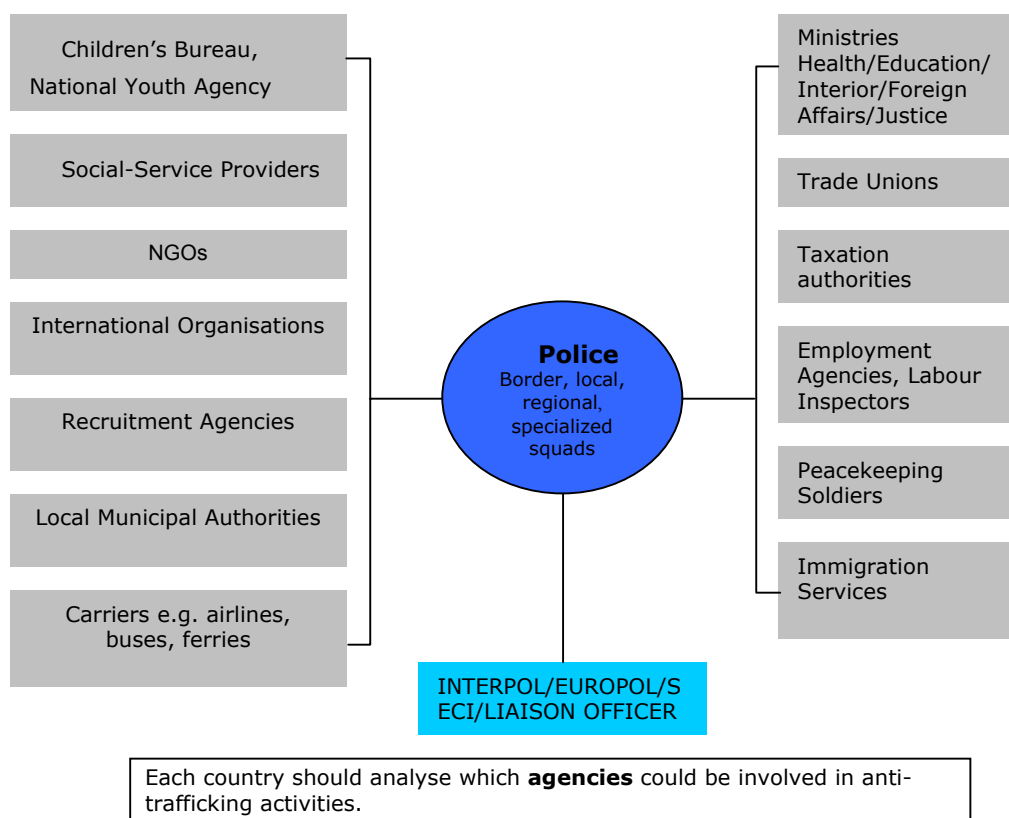 Children's Bureau,
National Youth Agency
Social-Service Providers
NGOs
International Organisations
Recruitment Agencies
Local Municipal Authorities
Carriers e.g. airlines,
buses, ferries
Police
Border, local,
regional,
specialized
squads
INTERPOL/EUROPOL/S
ECI/LIAISON OFFICER
Ministries
Health/Education/
Interior/Foreign
Affairs/Justice
Trade Unions
Taxation
authorities
Employment
Agencies, Labour
Inspectors
Peacekeeping
Soldiers
Immigration
Services
Each country should analyse which agencies could be involved in anti-
trafficking activities.